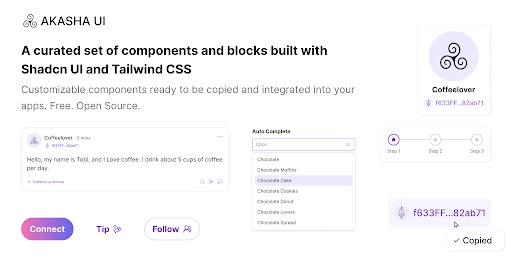 AKASHA UI
A curated set of components and blocks built with
Shadcn UI and Tailwind CSS
Customizable components ready to be copied and integrated into your
apps. Free. Open Source.
Coffeelover
f633FF...82ab71
Coffeelover · 5 mins
f633FF...82ab71
Hello, my name is Tobi, and I Love coffee. I drink about 5 cups of coffee
per day.
Auto Complete
Choc
Chocolate
Chocolate Muffins
Chocolate Cake
Chocolate Cookies
Chocolate Donut
Chocolate Lovers
Chocolate Spread
Step 1
Step 2
Step 3
f633FF...82ab71
Copied
Connect
Tip
Follow